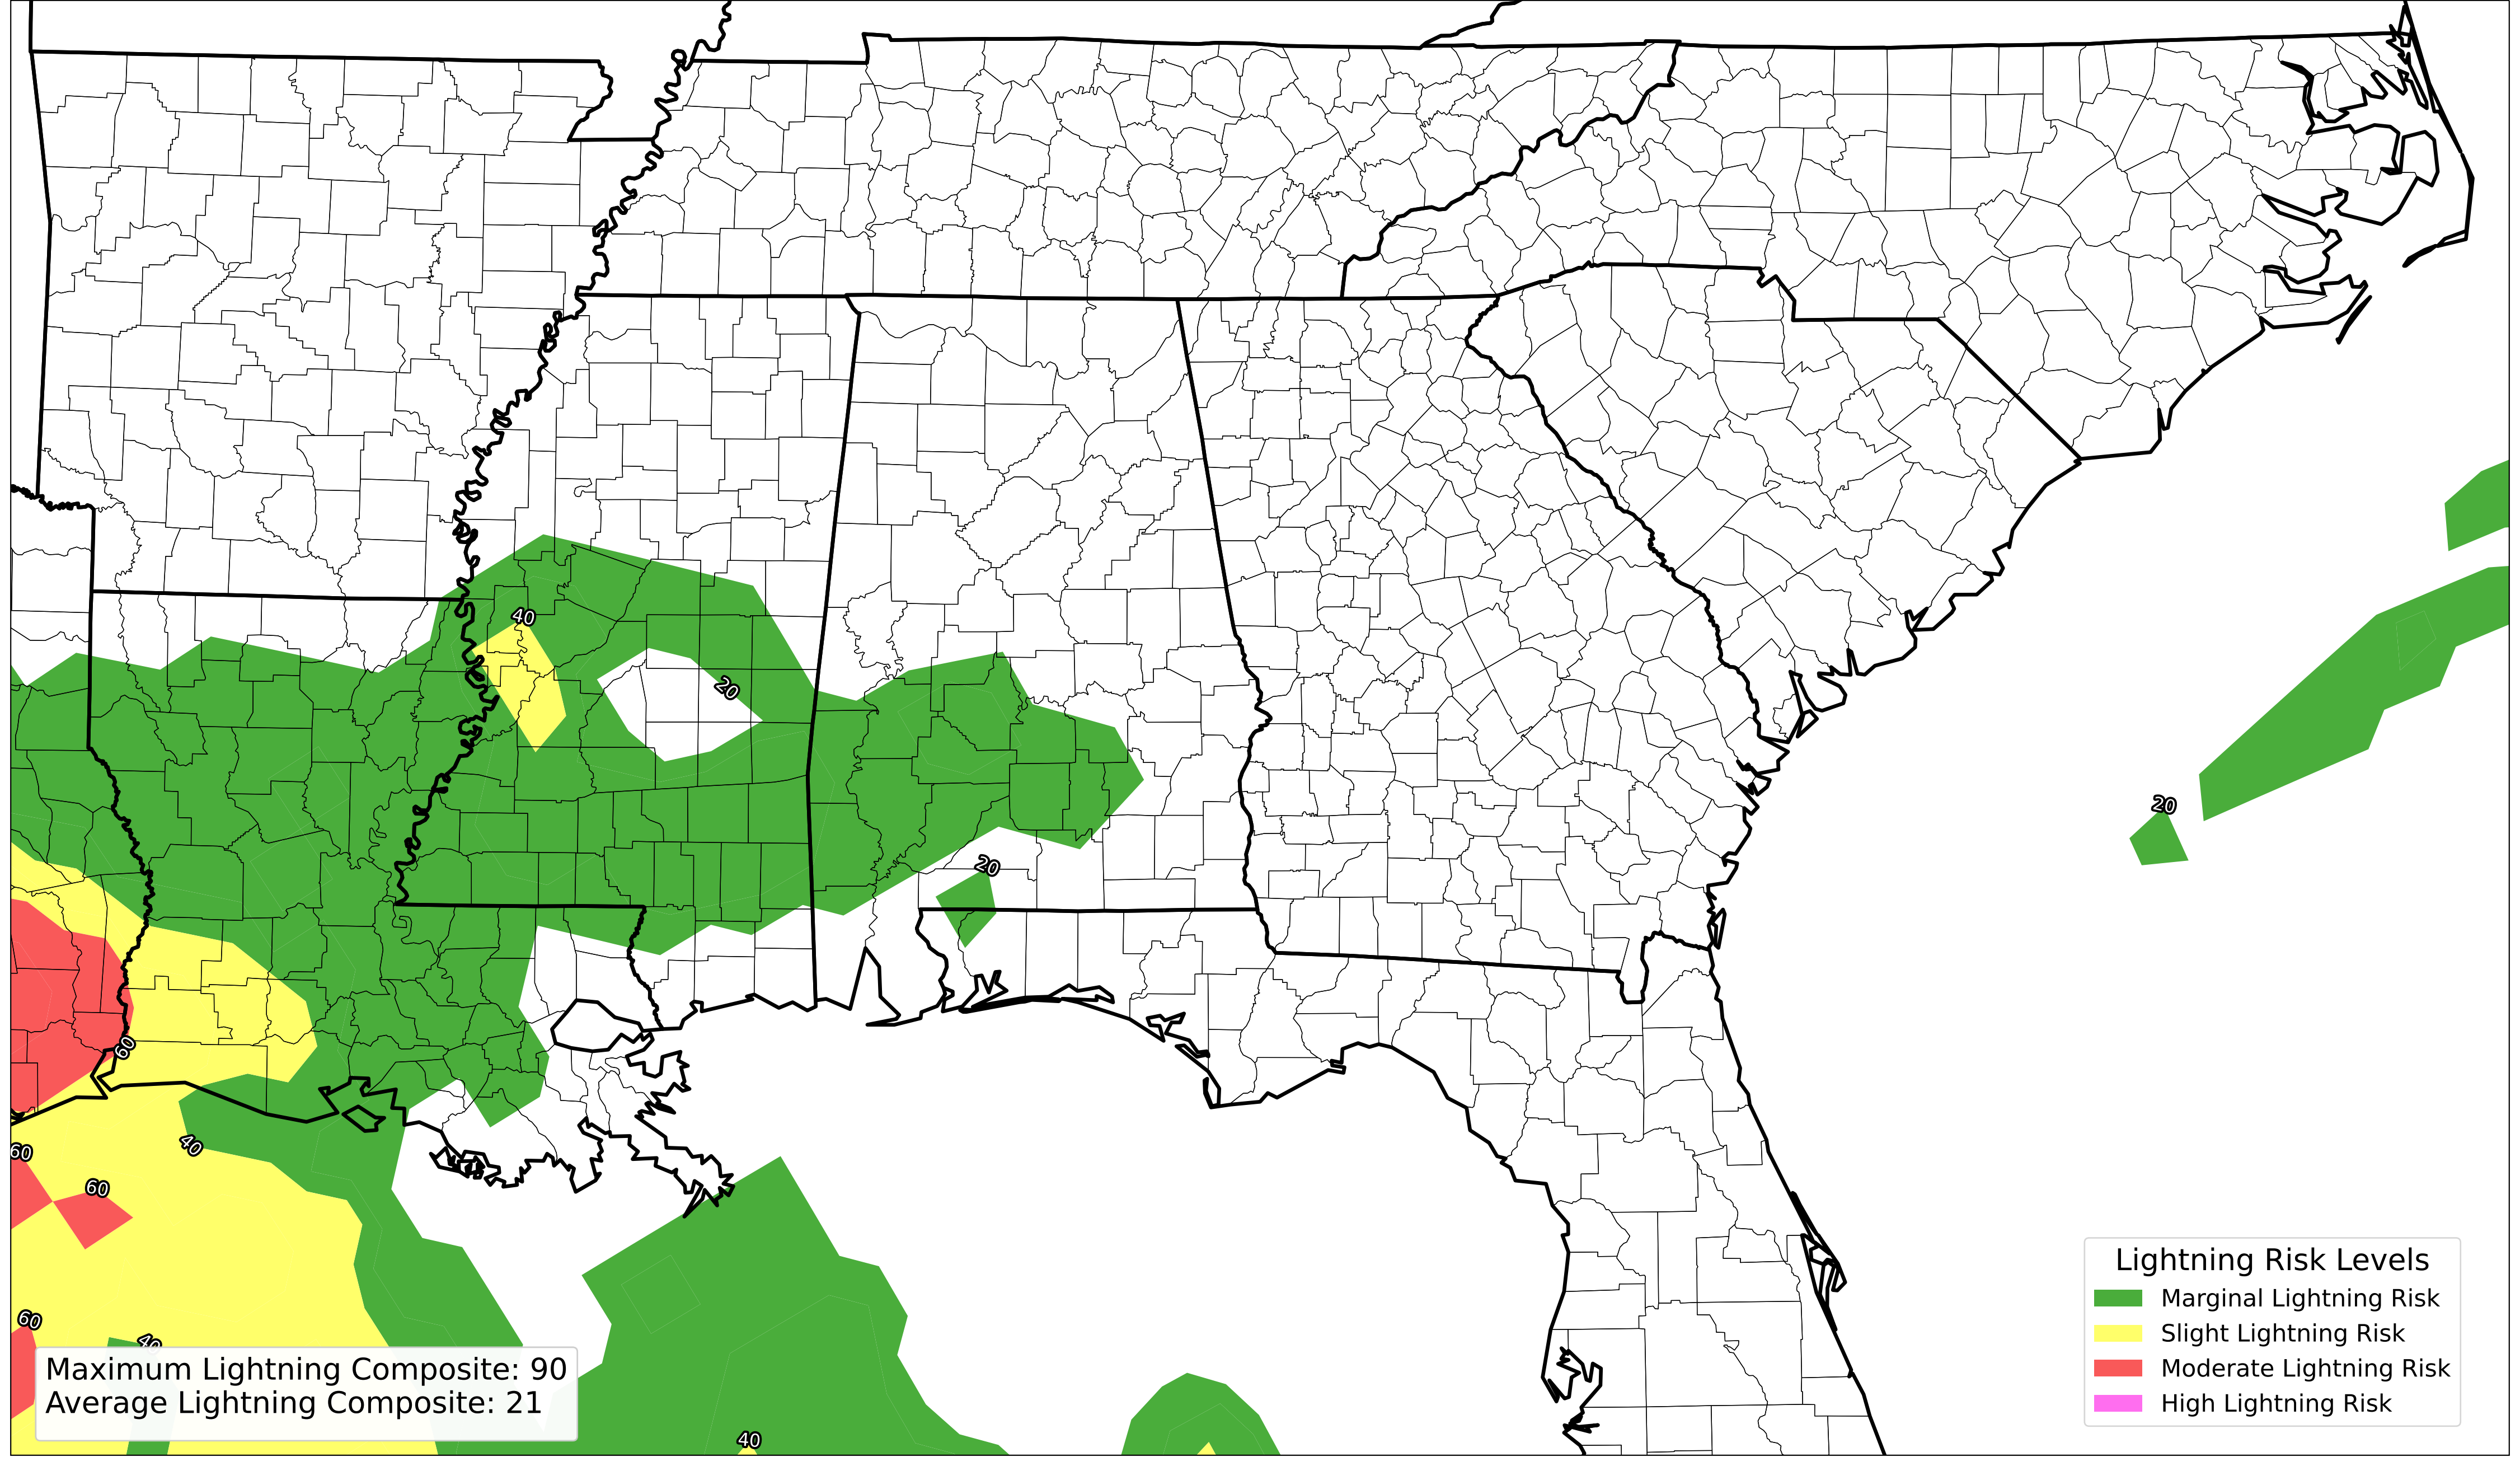 40
20
20
20
60
40
60
60
60
40
40
Maximum Lightning Composite: 90
Average Lightning Composite: 21
Lightning Risk Levels
Marginal Lightning Risk
Slight Lightning Risk
Moderate Lightning Risk
High Lightning Risk